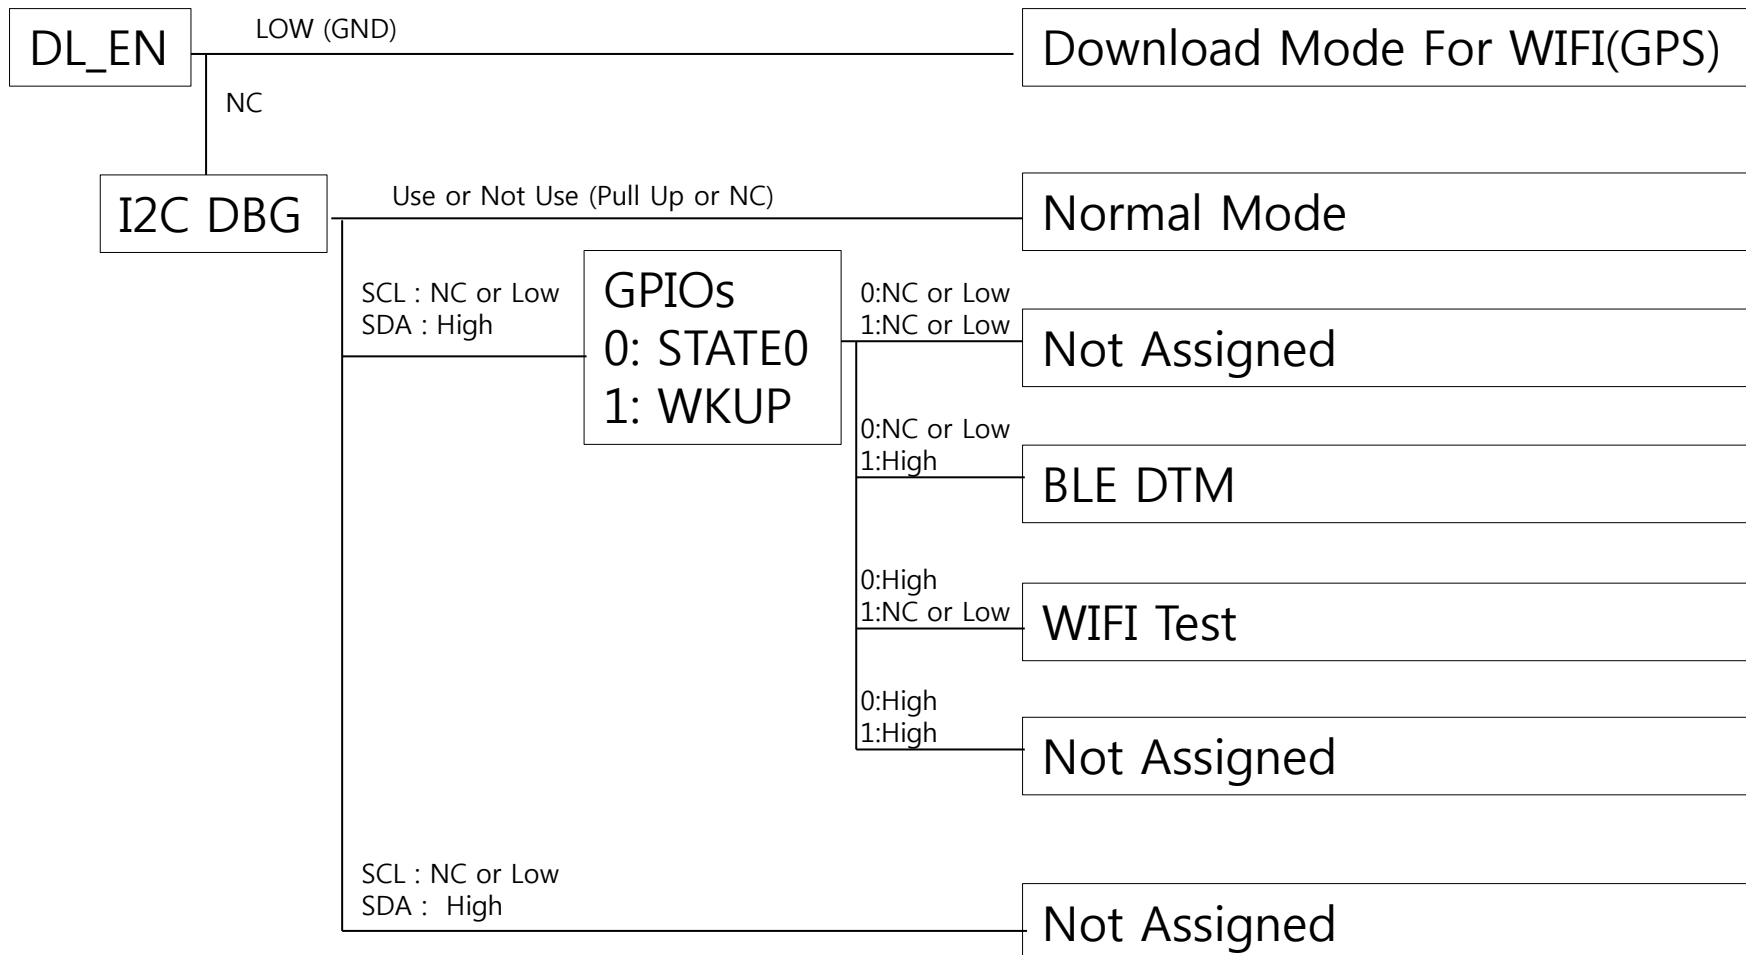 DL_EN
LOW (GND)
Download Mode For WIFI(GPS)
NC
I2C DBG
Use or Not Use (Pull Up or NC)
Normal Mode
SCL : NC or Low
SDA : High
GPIOs
0: STATE0
1: WKUP
0:NC or Low
1:NC or Low
Not Assigned
0:NC or Low
1:High
BLE DTM
0:High
1:NC or Low
WIFI Test
0:High
1:High
Not Assigned
SCL : NC or Low
SDA :  High
Not Assigned